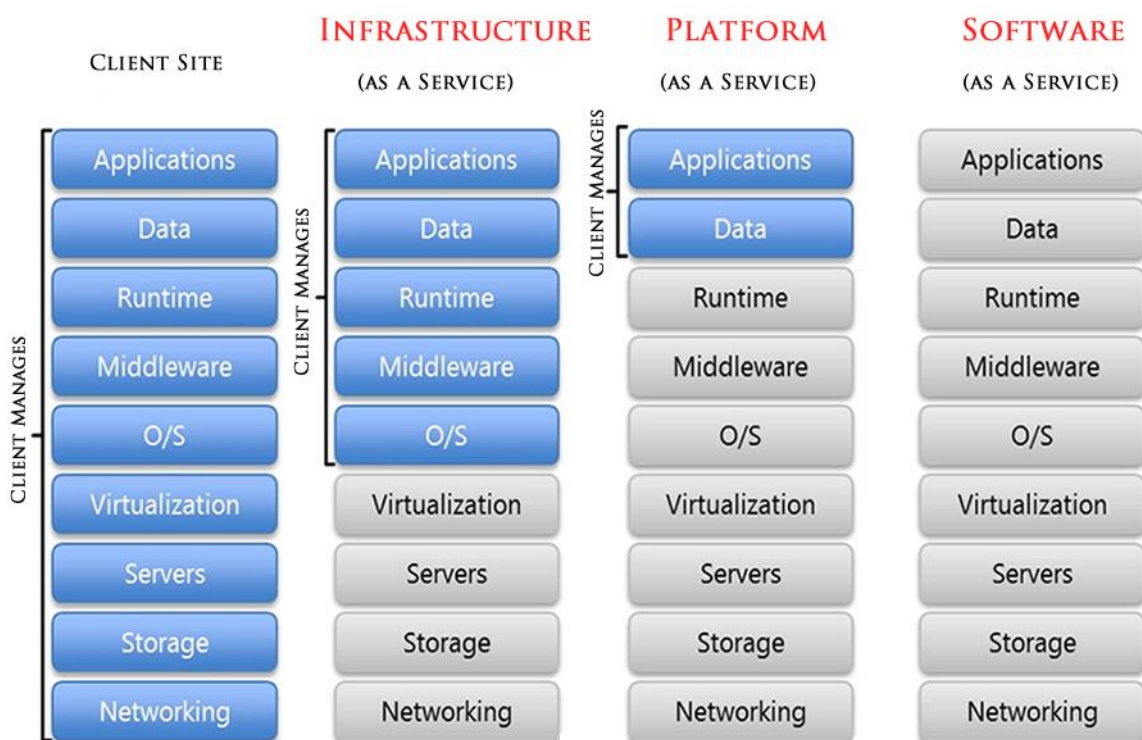 CLIENT SITE
CLIENT MANAGES
Applications
Data
Runtime
Middleware
O/S
Virtualization
Servers
Storage
Networking
INFRASTRUCTURE
(AS A SERVICE)
CLIENT MANAGES
Applications
Data
Runtime
Middleware
O/S
Virtualization
Servers
Storage
Networking
PLATFORM
(AS A SERVICE)
CLIENT MANAGES
Applications
Data
Runtime
Middleware
O/S
Virtualization
Servers
Storage
Networking
SOFTWARE
(AS A SERVICE)
Applications
Data
Runtime
Middleware
O/S
Virtualization
Servers
Storage
Networking